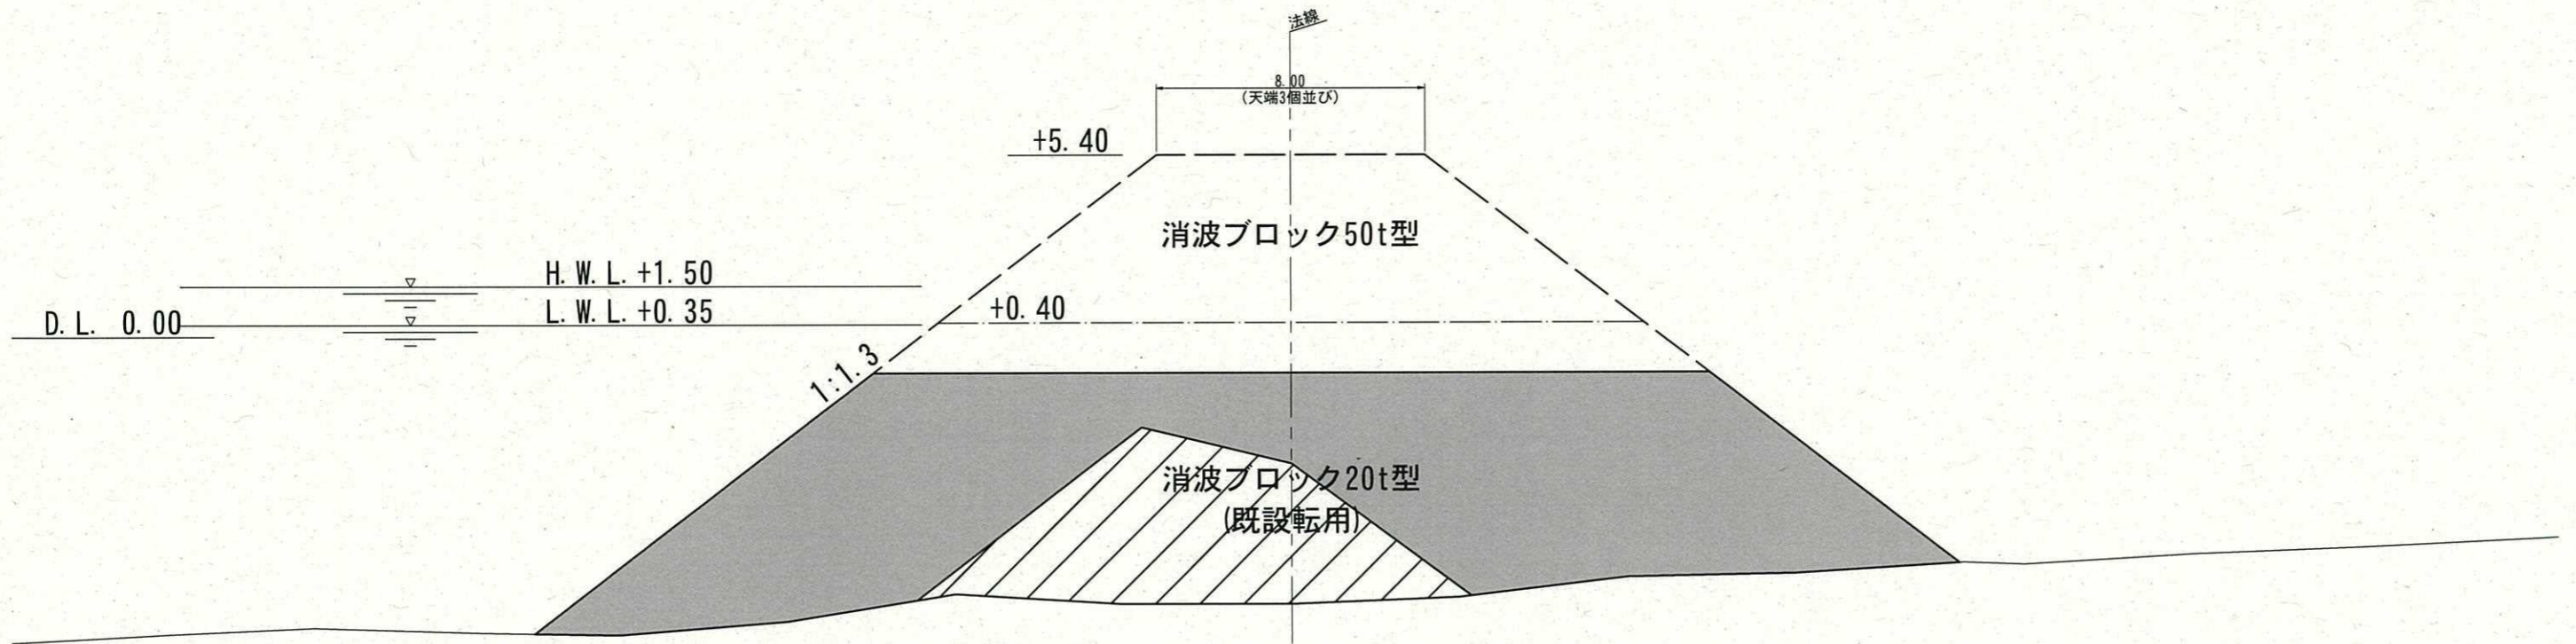 法線
8.00
(天端3個並び)
+5.40
消波ブロック50t型
H.W.L.+1.50
L.W.L.+0.35
D.L. 0.00
+0.40
1:1.3
消波ブロック20t型
(既設転用)